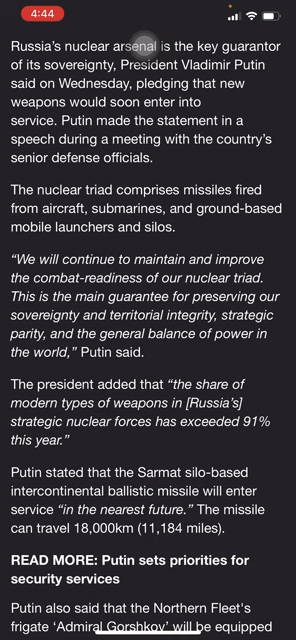 4:44
Russia's nuclear arsenal is the key guarantor
of its sovereignty, President Vladimir Putin
said on Wednesday, pledging that new
weapons would soon enter into
service. Putin made the statement in a
speech during a meeting with the country's
senior defense officials.
The nuclear triad comprises missiles fired
from aircraft, submarines, and ground-based
mobile launchers and silos.
“We will continue to maintain and improve
the combat-readiness of our nuclear triad.
This is the main guarantee for preserving our
sovereignty and territorial integrity, strategic
parity, and the general balance of power in
the world,” Putin said.
The president added that “the share of
modern types of weapons in [Russia’s]
strategic nuclear forces has exceeded 91%
this year.”
Putin stated that the Sarmat silo-based
intercontinental ballistic missile will enter
service “in the nearest future.” The missile
can travel 18,000km (11,184 miles).
READ MORE: Putin sets priorities for
security services
Putin also said that the Northern Fleet's
frigate ‘Admiral Gorshkov’ will be equipped